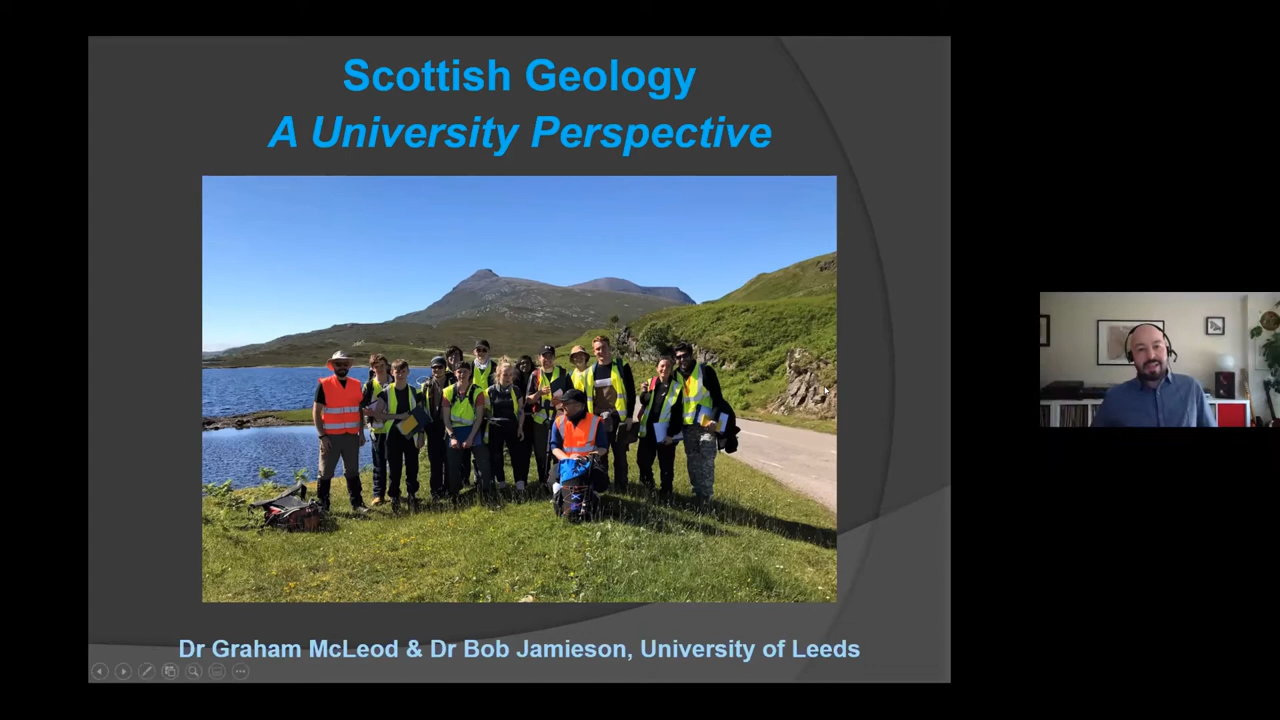 Scottish Geology
A University Perspective
Dr Graham McLeod & Dr Bob Jamieson, University of Leeds